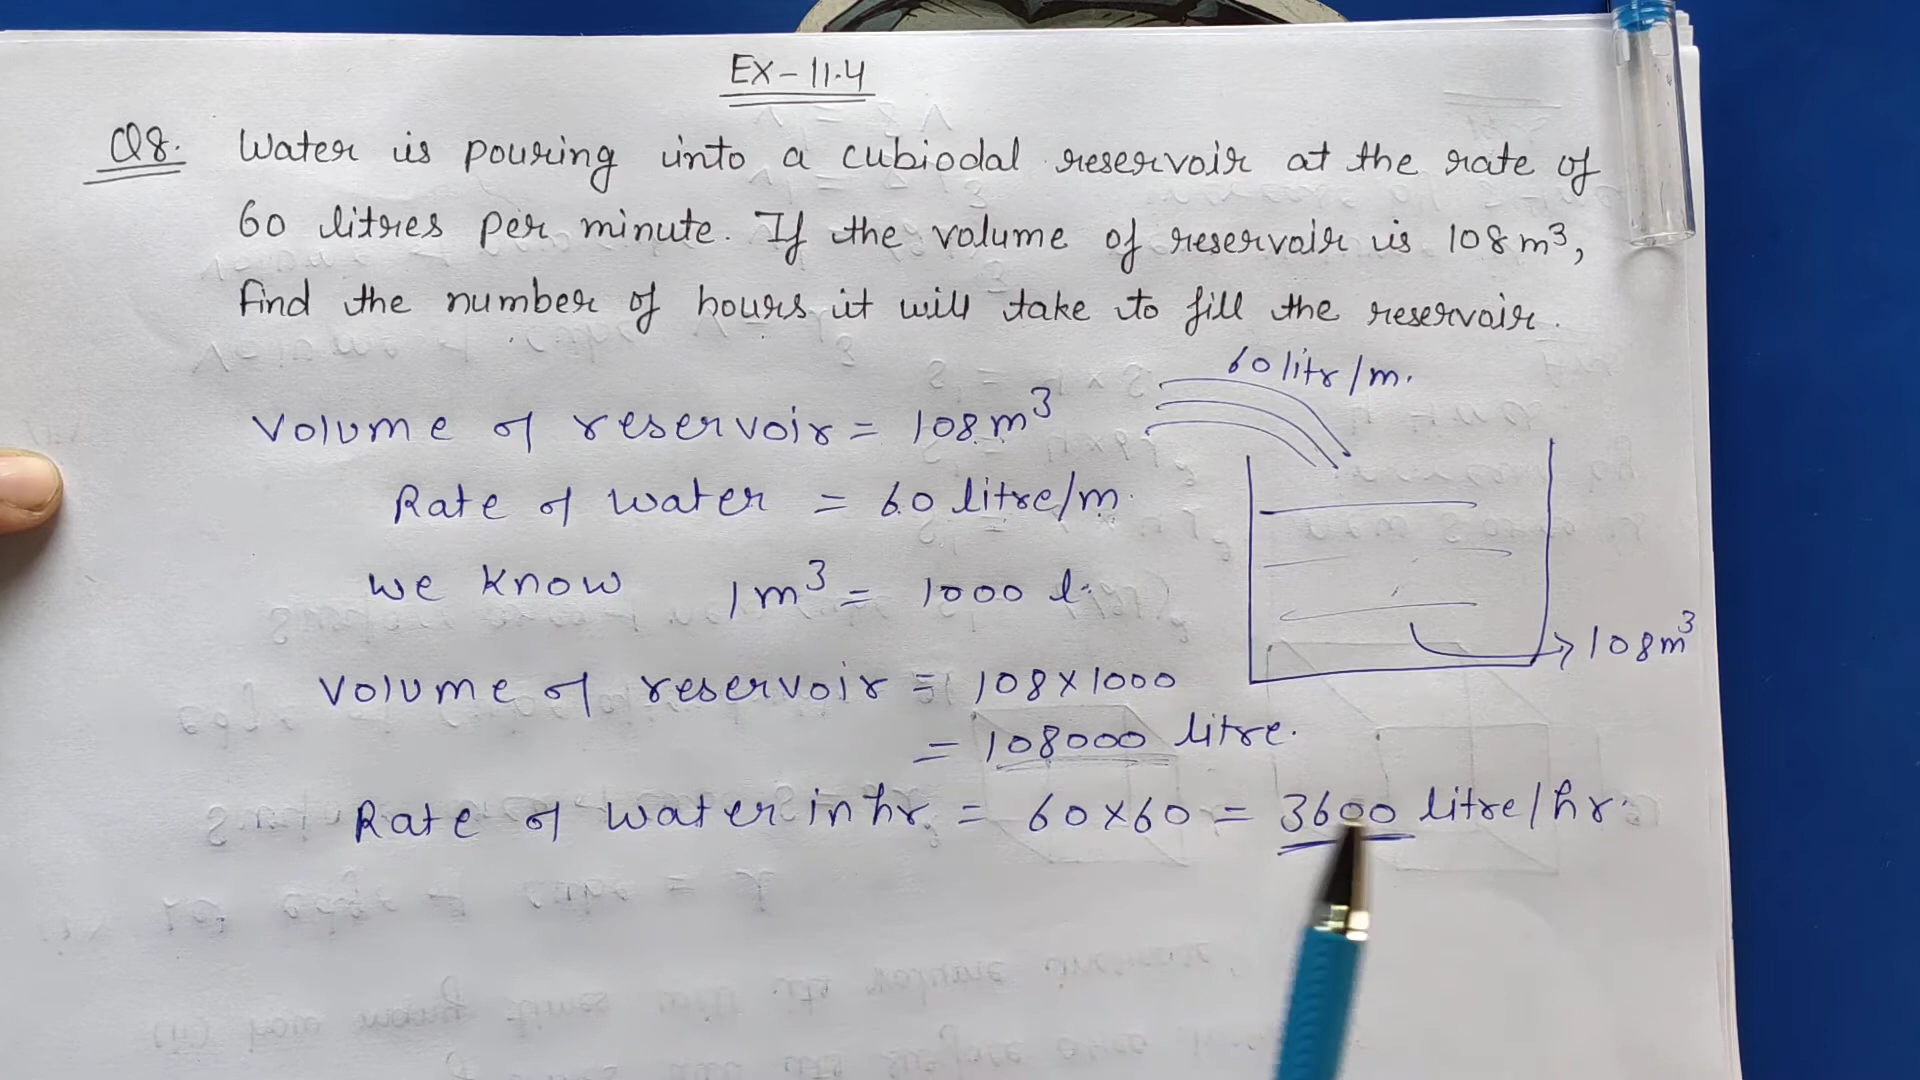 EX-11.4
Q8. Water is pouring into a cubiodal reservoir at the rate of
60 litres per minute. If the volume of reservoir is 108 m³,
find the number of hours it will take to fill the reservoir.
60 litr/m.
Volume of reservoir = 108 m³
Rate of water = 60 litre/m.
we know 1m³ = 1000 l.
108m³
Volume of reservoir = 108×1000
= 108000 litre.
Rate of water in hr. = 60×60 = 3600 litre/hr.